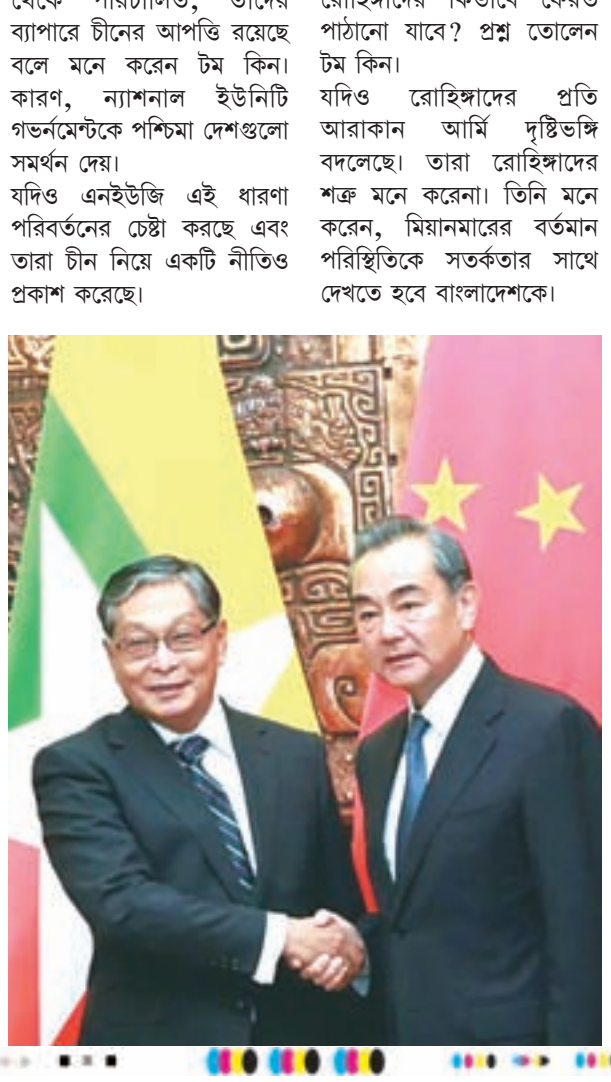 থেকে পরিচালিত, তাদের
ব্যাপারে চীনের আপত্তি রয়েছে
বলে মনে করেন টম কিন।
কারণ, ন্যাশনাল ইউনিটি
গভর্নমেন্টকে পশ্চিমা দেশগুলো
সমর্থন দেয়।
যদিও এনইউজি এই ধারণা
পরিবর্তনের চেষ্টা করছে এবং
তারা চীন নিয়ে একটি নীতিও
প্রকাশ করেছে।
রোহিঙ্গাদের কিভাবে ফেরত
পাঠানো যাবে? প্রশ্ন তোলেন
টম কিন।
যদিও রোহিঙ্গাদের প্রতি
আরাকান আর্মি দৃষ্টিভঙ্গি
বদলেছে। তারা রোহিঙ্গাদের
শত্রু মনে করেনা। তিনি মনে
করেন, মিয়ানমারের বর্তমান
পরিস্থিতিকে সতর্কতার সাথে
দেখতে হবে বাংলাদেশকে।